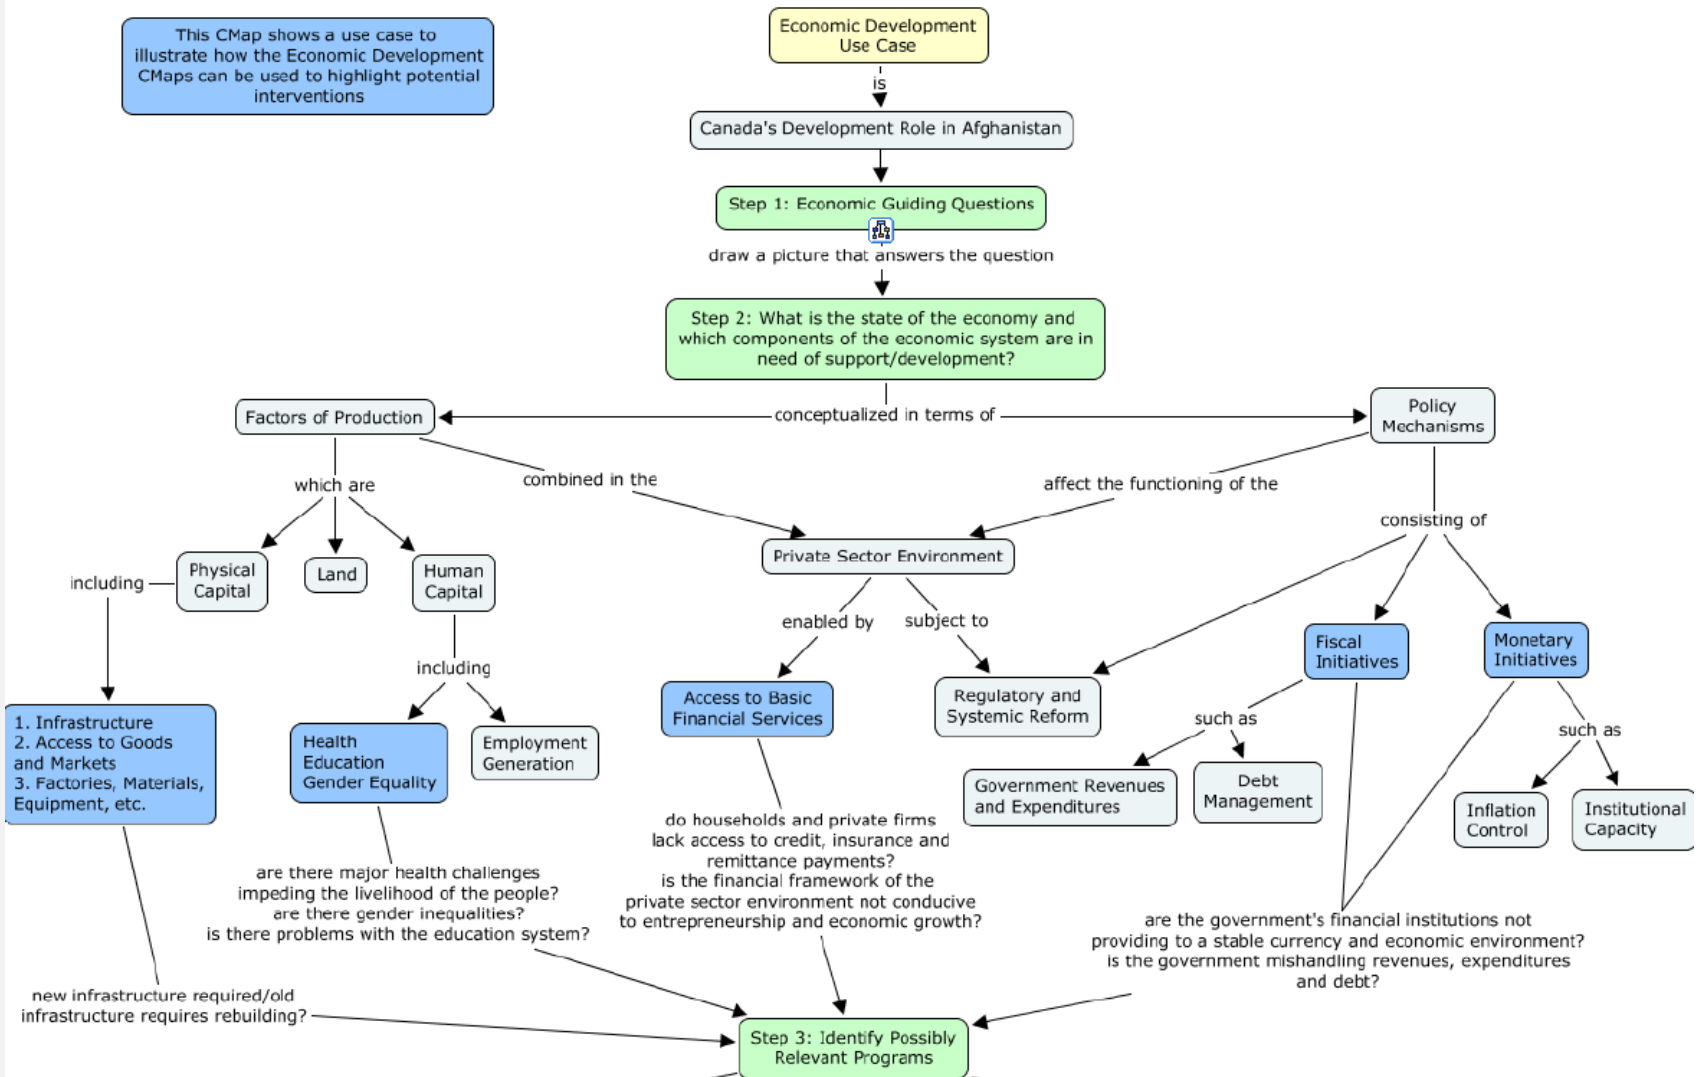 This CMap shows a use case to
illustrate how the Economic Development
CMaps can be used to highlight potential
interventions
Economic Development
Use Case
is
Canada's Development Role in Afghanistan
Step 1: Economic Guiding Questions
draw a picture that answers the question
Step 2: What is the state of the economy and
which components of the economic system are in
need of support/development?
conceptualized in terms of
Factors of Production
Policy
Mechanisms
which are
combined in the
affect the functioning of the
consisting of
Physical
Capital
Land
Human
Capital
Private Sector Environment
including
including
enabled by
subject to
Fiscal
Initiatives
Monetary
Initiatives
1. Infrastructure
2. Access to Goods
and Markets
3. Factories, Materials,
Equipment, etc.
Health
Education
Gender Equality
Employment
Generation
Access to Basic
Financial Services
Regulatory and
Systemic Reform
such as
such as
Government Revenues
and Expenditures
Debt
Management
Inflation
Control
Institutional
Capacity
are there major health challenges
impeding the livelihood of the people?
are there gender inequalities?
is there problems with the education system?
do households and private firms
lack access to credit, insurance and
remittance payments?
is the financial framework of the
private sector environment not conducive
to entrepreneurship and economic growth?
are the government's financial institutions not
providing to a stable currency and economic environment?
is the government mishandling revenues, expenditures
and debt?
new infrastructure required/old
infrastructure requires rebuilding?
Step 3: Identify Possibly
Relevant Programs